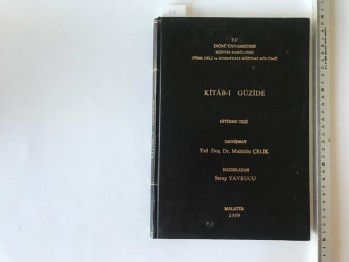 T.C
İNÖNÜ ÜNİVERSİTESİ
EĞİTİM FAKÜLTESİ
TÜRK DİLİ ve EDEBİYATI EĞİTİMİ BÖLÜMÜ
KİTÂB-I GÜZİDE
BİTİRME TEZİ
DANIŞMAN
Yrd Doç. Dr. Muhittin ÇELİK
HAZIRLAYAN
Serap YAVRUCU
MALATYA
1999